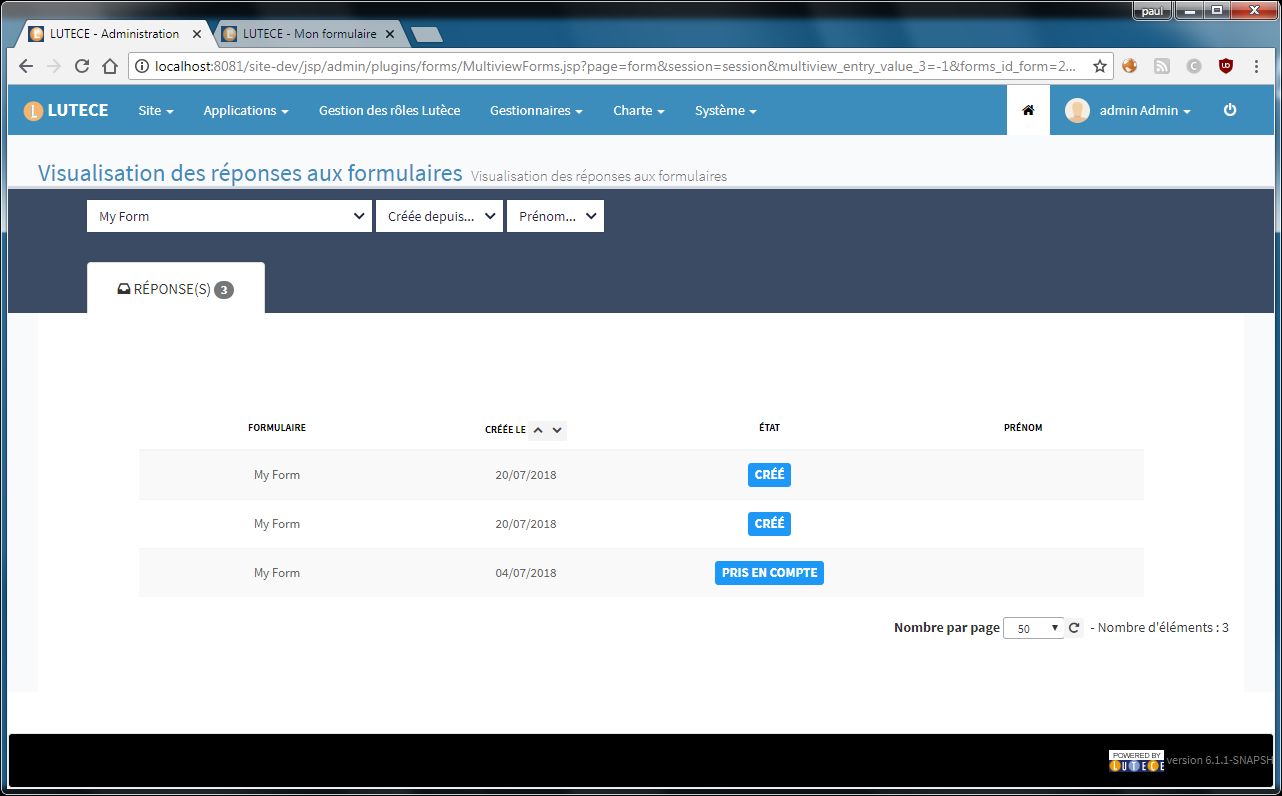 paul
LUTECE - Administration
LUTECE - Mon formulaire
localhost:8081/site-dev/jsp/admin/plugins/forms/MultiviewForms.jsp?page=form&session=session&multiview_entry_value_3=-1&forms_id_form=2...
LUTECE Site Applications Gestion des rôles Lutèce Gestionnaires Charte Système admin Admin
Visualisation des réponses aux formulaires Visualisation des réponses aux formulaires
My Form Créée depuis... Prénom...
RÉPONSE(S) 3
FORMULAIRE CRÉÉE LE ÉTAT PRÉNOM
My Form 20/07/2018 CRÉÉ
My Form 20/07/2018 CRÉÉ
My Form 04/07/2018 PRIS EN COMPTE
Nombre par page 50 - Nombre d'éléments : 3
POWERED BY
LUTECE version 6.1.1-SNAPSH